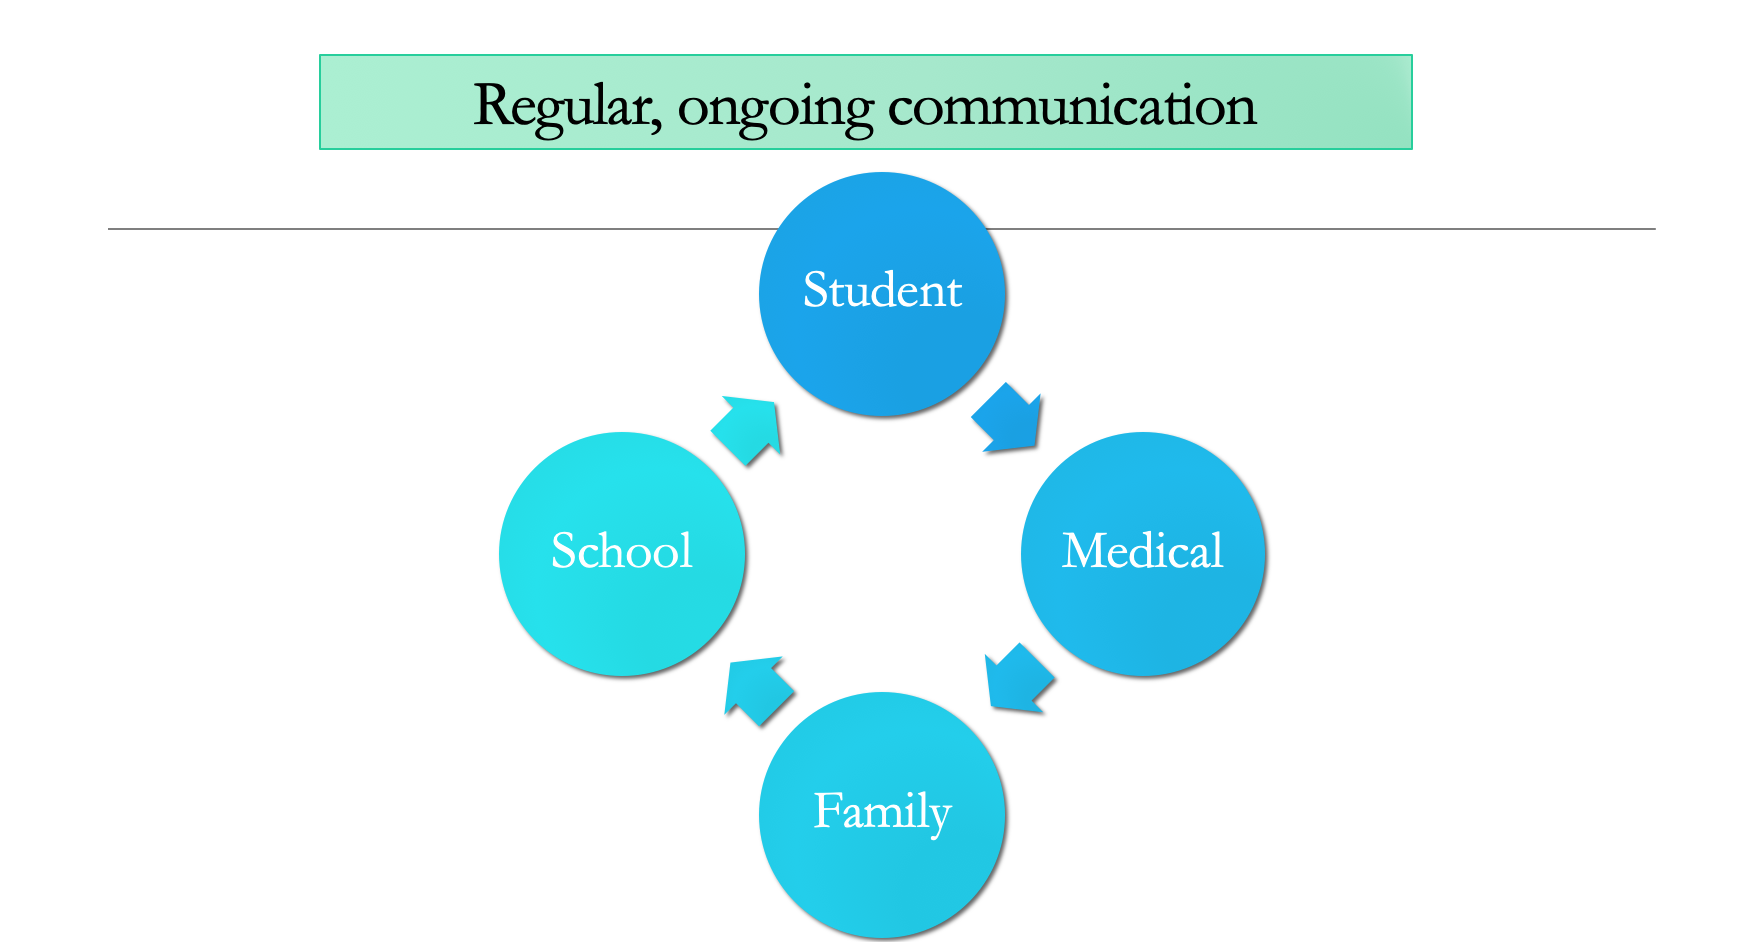 Regular, ongoing communication
Student
School
Medical
Family